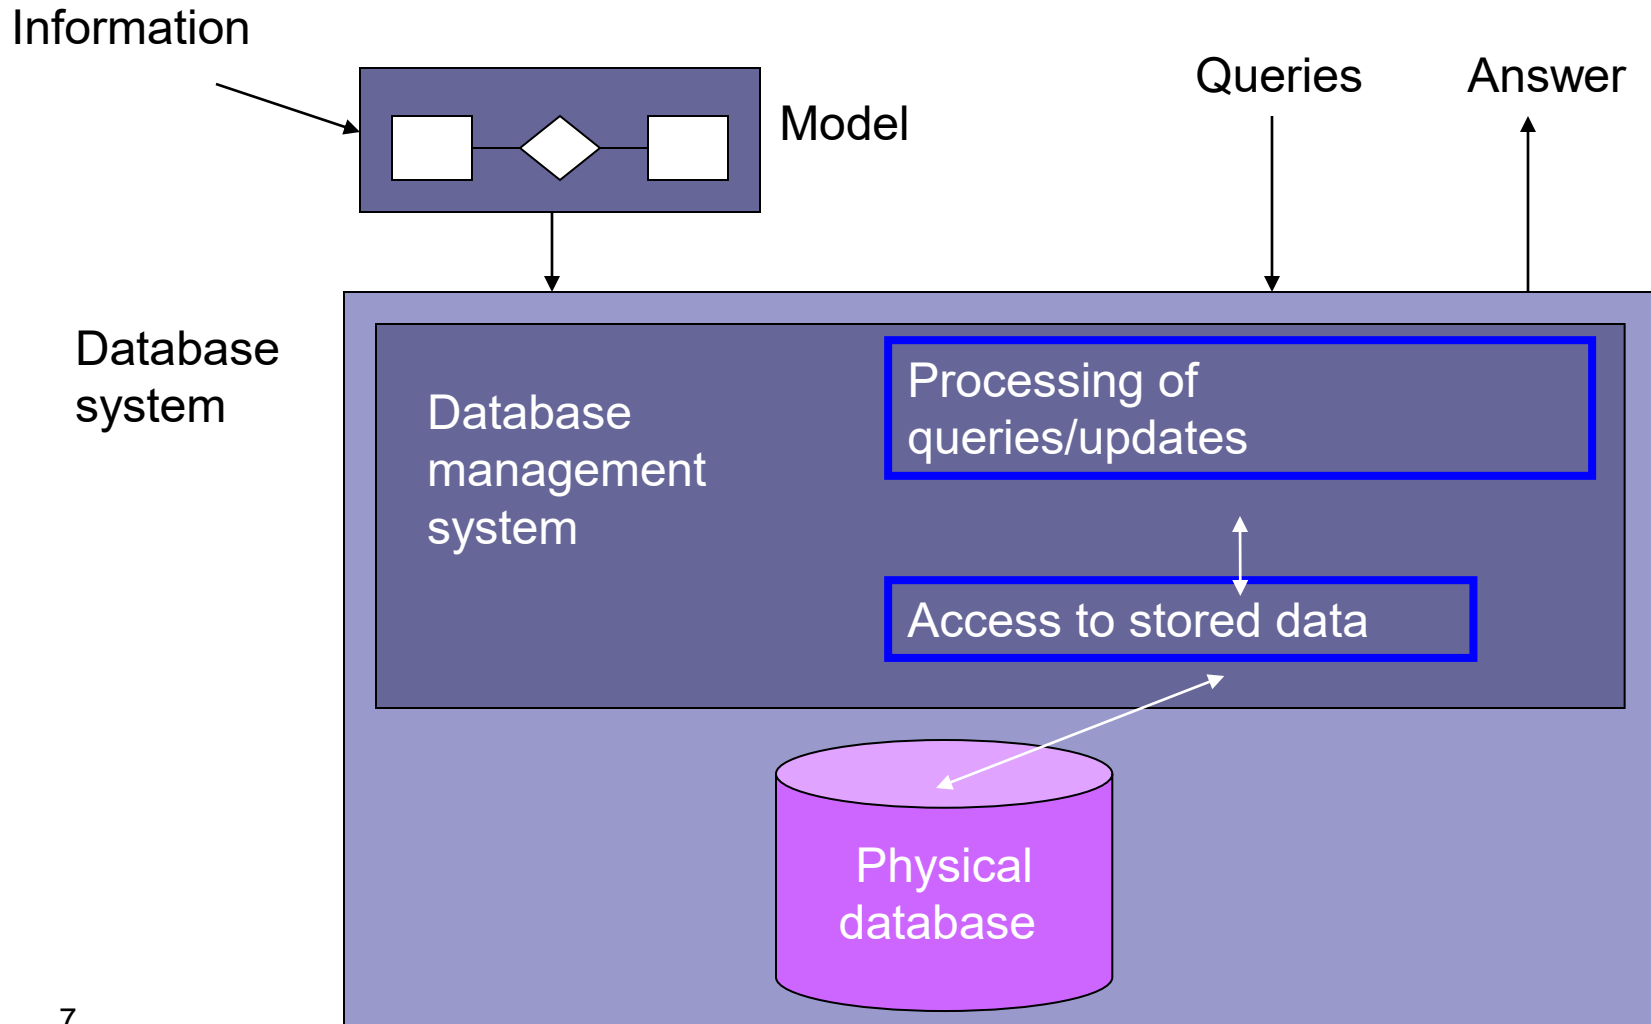 Information
Queries
Answer
Model
Database
system
Database
management
system
Processing of
queries/updates
Access to stored data
Physical
database
7